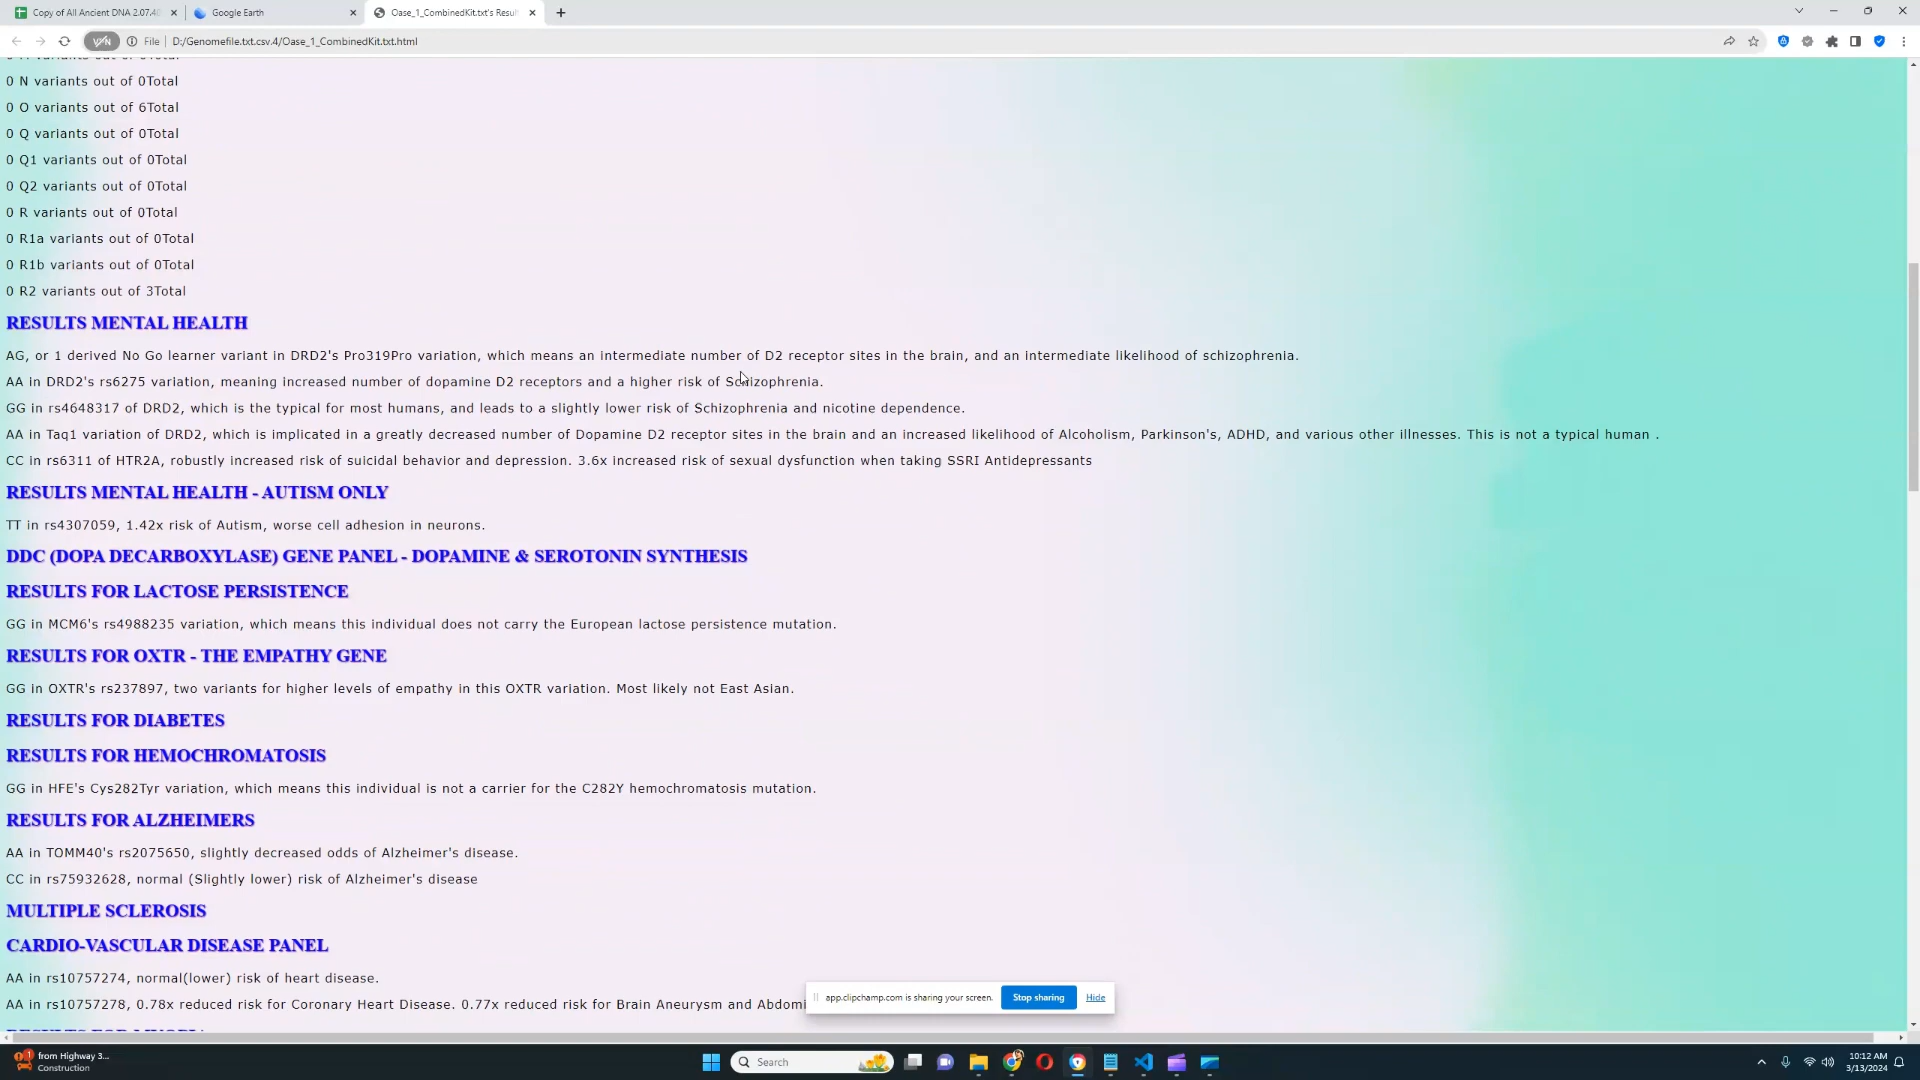 Copy of All Ancient DNA 2.07.48
Google Earth
Oase_1_CombinedKit.txt's Resul
File D:/Genomefile.txt.csv.4/Oase_1_CombinedKit.txt.html
0 N variants out of 0Total
0 O variants out of 6Total
0 Q variants out of 0Total
0 Q1 variants out of 0Total
0 Q2 variants out of 0Total
0 R variants out of 0Total
0 R1a variants out of 0Total
0 R1b variants out of 0Total
0 R2 variants out of 3Total
RESULTS MENTAL HEALTH
AG, or 1 derived No Go learner variant in DRD2's Pro319Pro variation, which means an intermediate number of D2 receptor sites in the brain, and an intermediate likelihood of schizophrenia.
AA in DRD2's rs6275 variation, meaning increased number of dopamine D2 receptors and a higher risk of Schizophrenia.
GG in rs4648317 of DRD2, which is the typical for most humans, and leads to a slightly lower risk of Schizophrenia and nicotine dependence.
AA in Taq1 variation of DRD2, which is implicated in a greatly decreased number of Dopamine D2 receptor sites in the brain and an increased likelihood of Alcoholism, Parkinson's, ADHD, and various other illnesses. This is not a typical human .
CC in rs6311 of HTR2A, robustly increased risk of suicidal behavior and depression. 3.6x increased risk of sexual dysfunction when taking SSRI Antidepressants
RESULTS MENTAL HEALTH - AUTISM ONLY
TT in rs4307059, 1.42x risk of Autism, worse cell adhesion in neurons.
DDC (DOPA DECARBOXYLASE) GENE PANEL - DOPAMINE & SEROTONIN SYNTHESIS
RESULTS FOR LACTOSE PERSISTENCE
GG in MCM6's rs4988235 variation, which means this individual does not carry the European lactose persistence mutation.
RESULTS FOR OXTR - THE EMPATHY GENE
GG in OXTR's rs237897, two variants for higher levels of empathy in this OXTR variation. Most likely not East Asian.
RESULTS FOR DIABETES
RESULTS FOR HEMOCHROMATOSIS
GG in HFE's Cys282Tyr variation, which means this individual is not a carrier for the C282Y hemochromatosis mutation.
RESULTS FOR ALZHEIMERS
AA in TOMM40's rs2075650, slightly decreased odds of Alzheimer's disease.
CC in rs75932628, normal (Slightly lower) risk of Alzheimer's disease
MULTIPLE SCLEROSIS
CARDIO-VASCULAR DISEASE PANEL
AA in rs10757274, normal(lower) risk of heart disease.
AA in rs10757278, 0.78x reduced risk for Coronary Heart Disease. 0.77x reduced risk for Brain Aneurysm and Abdomi
app.clipchamp.com is sharing your screen. Stop sharing Hide
from Highway 3...
Construction
Search
10:12 AM
3/13/2024